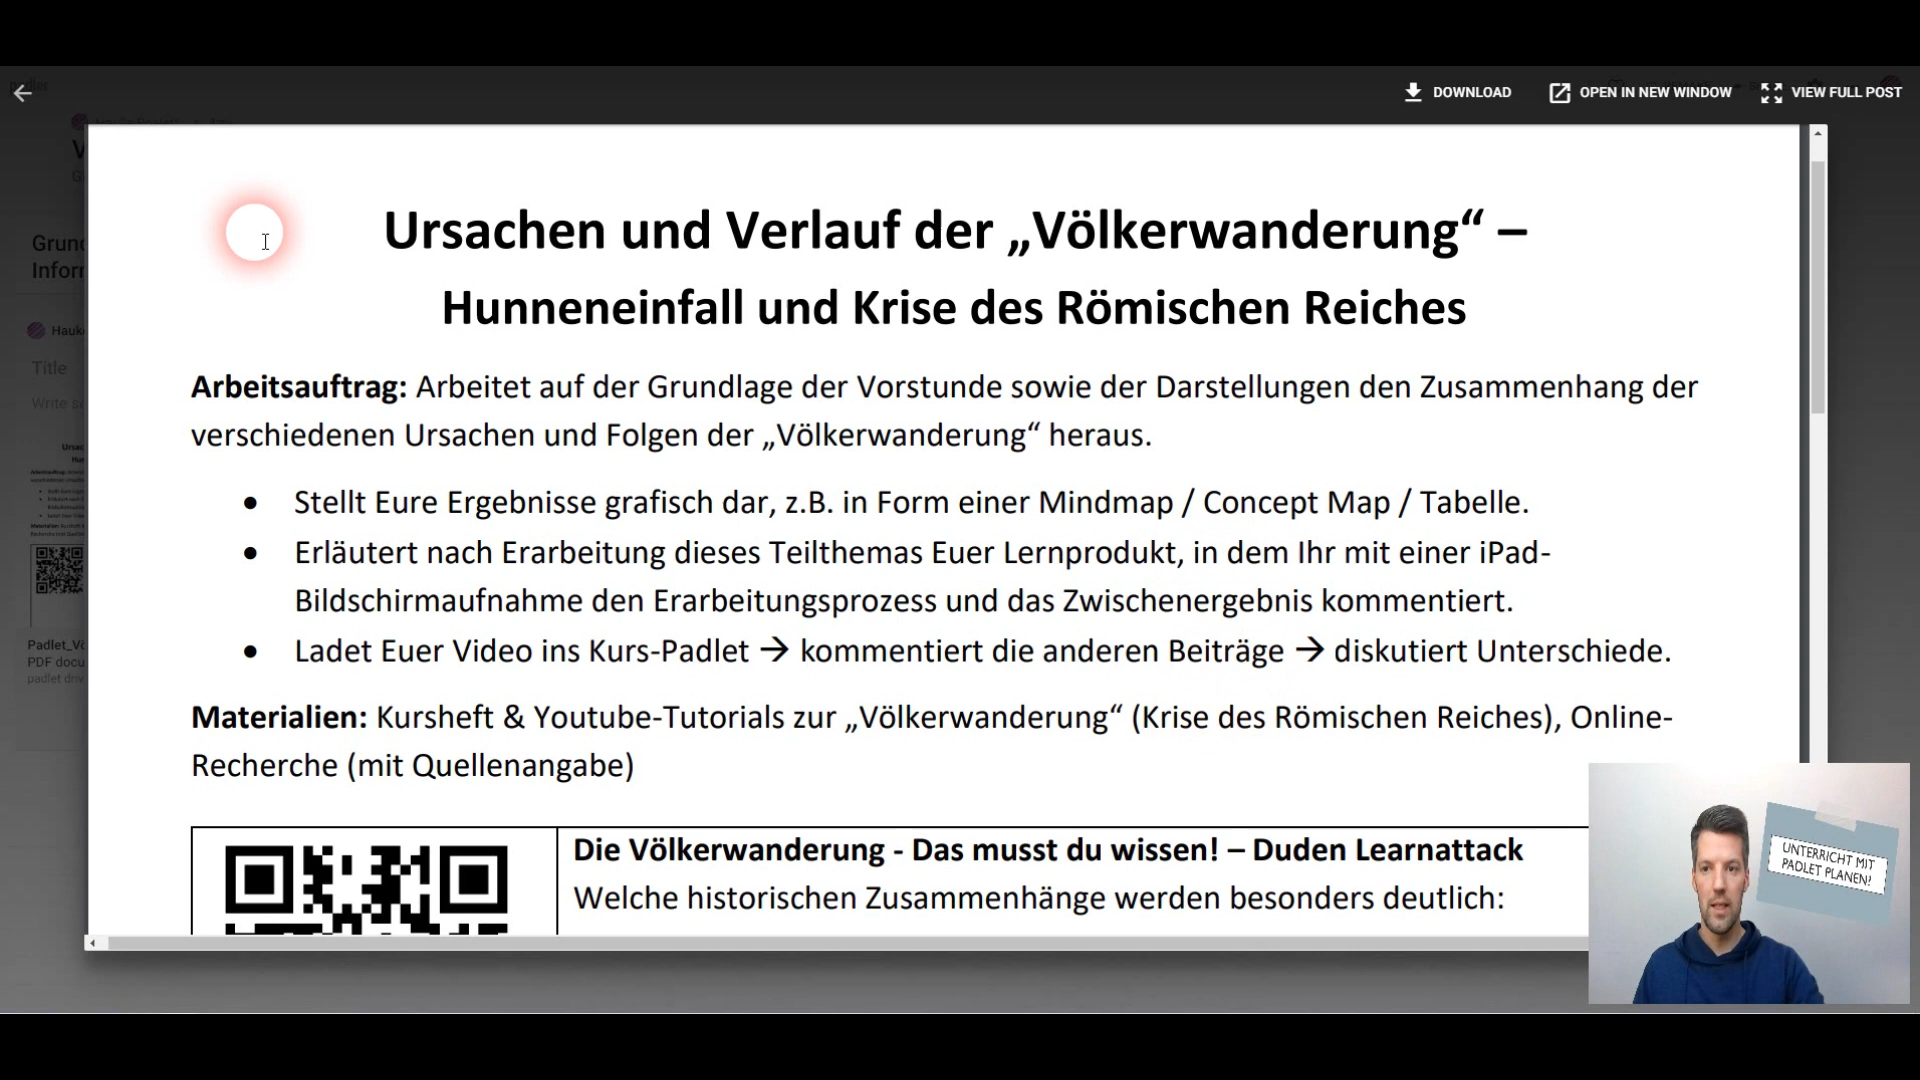 padlet
DOWNLOAD
OPEN IN NEW WINDOW
VIEW FULL POST
Ursachen und Verlauf der „Völkerwanderung“ –
Hunneneinfall und Krise des Römischen Reiches
Arbeitsauftrag: Arbeitet auf der Grundlage der Vorstunde sowie der Darstellungen den Zusammenhang der
verschiedenen Ursachen und Folgen der „Völkerwanderung“ heraus.
• Stellt Eure Ergebnisse grafisch dar, z.B. in Form einer Mindmap / Concept Map / Tabelle.
• Erläutert nach Erarbeitung dieses Teilthemas Euer Lernprodukt, in dem Ihr mit einer iPad-
Bildschirmaufnahme den Erarbeitungsprozess und das Zwischenergebnis kommentiert.
• Ladet Euer Video ins Kurs-Padlet → kommentiert die anderen Beiträge → diskutiert Unterschiede.
Materialien: Kursheft & Youtube-Tutorials zur „Völkerwanderung“ (Krise des Römischen Reiches), Online-
Recherche (mit Quellenangabe)
Die Völkerwanderung - Das musst du wissen! – Duden Learnattack
Welche historischen Zusammenhänge werden besonders deutlich:
Title
PDF docu
UNTERRICHT MIT
PADLET PLANEN!